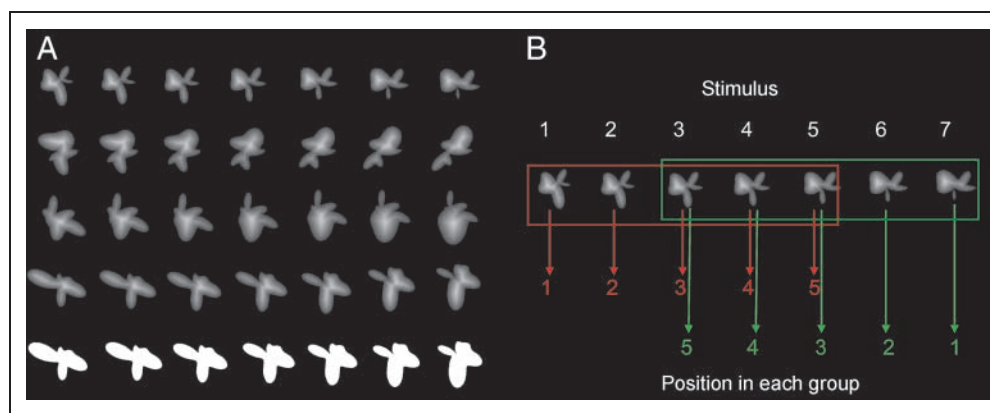 A
B
Stimulus
1 2 3 4 5 6 7
1 2 3 4 5
5 4 3 2 1
Position in each group